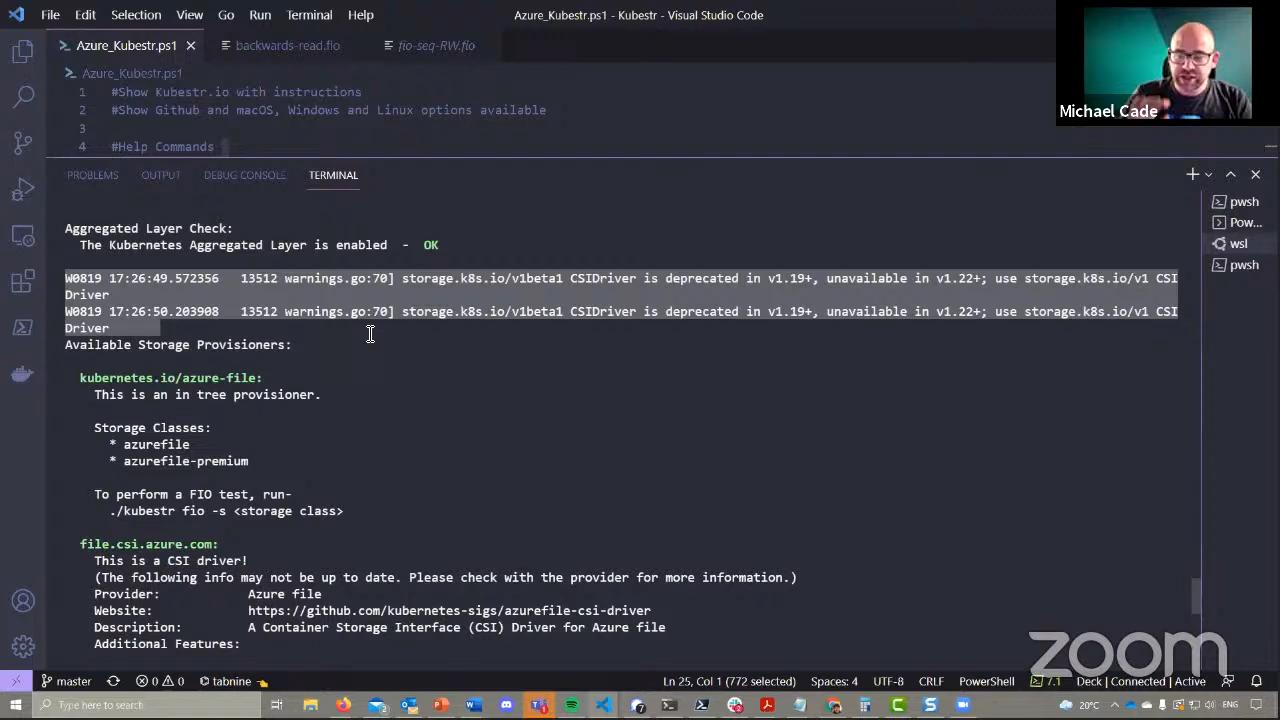 File Edit Selection View Go Run Terminal Help Azure_Kubestr.ps1 - Kubestr - Visual Studio Code
Azure_Kubestr.ps1 backwards-read.fio fio-seq-RW.fio
Azure_Kubestr.ps1
1 #Show Kubestr.io with instructions
2 #Show Github and macOS, Windows and Linux options available
3
4 #Help Commands
Michael Cade
PROBLEMS OUTPUT DEBUG CONSOLE TERMINAL
pwsh
Pow...
wsl
pwsh
Aggregated Layer Check:
The Kubernetes Aggregated Layer is enabled - OK
W0819 17:26:49.572356 13512 warnings.go:70] storage.k8s.io/v1beta1 CSIDriver is deprecated in v1.19+, unavailable in v1.22+; use storage.k8s.io/v1 CSI
Driver
W0819 17:26:50.203908 13512 warnings.go:70] storage.k8s.io/v1beta1 CSIDriver is deprecated in v1.19+, unavailable in v1.22+; use storage.k8s.io/v1 CSI
Driver
Available Storage Provisioners:
kubernetes.io/azure-file:
This is an in tree provisioner.
Storage Classes:
* azurefile
* azurefile-premium
To perform a FIO test, run-
./kubestr fio -s <storage class>
file.csi.azure.com:
This is a CSI driver!
(The following info may not be up to date. Please check with the provider for more information.)
Provider: Azure file
Website: https://github.com/kubernetes-sigs/azurefile-csi-driver
Description: A Container Storage Interface (CSI) Driver for Azure file
Additional Features:
zoom
master 0 0 tabnine Ln 25, Col 1 (772 selected) Spaces: 4 UTF-8 CRLF PowerShell 7.1 Deck | Connected | Active
Type here to search 20°C ENG